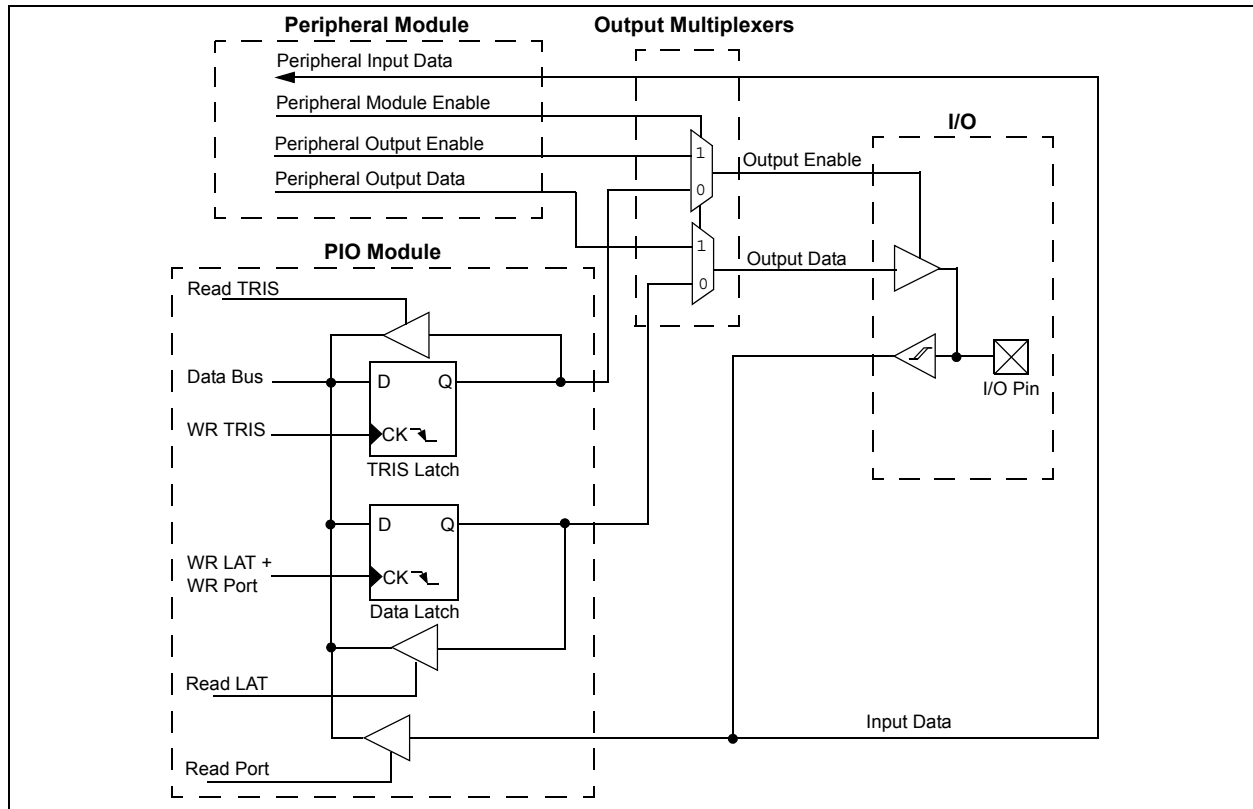 Peripheral Module
Output Multiplexers
Peripheral Input Data
Peripheral Module Enable
Peripheral Output Enable
Peripheral Output Data
1
0
1
0
Output Enable
Output Data
I/O
I/O Pin
PIO Module
Read TRIS
Data Bus
D Q
WR TRIS
CK
TRIS Latch
D Q
WR LAT +
WR Port
CK
Data Latch
Read LAT
Read Port
Input Data